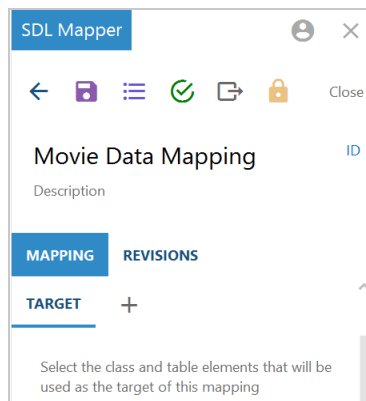 SDL Mapper
Close
Movie Data Mapping
ID
Description
MAPPING
REVISIONS
TARGET
Select the class and table elements that will be
used as the target of this mapping